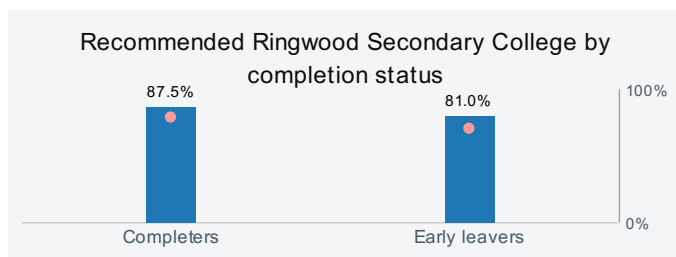 Recommended Ringwood Secondary College by
completion status
87.5%
81.0%
100%
0%
Completers
Early leavers